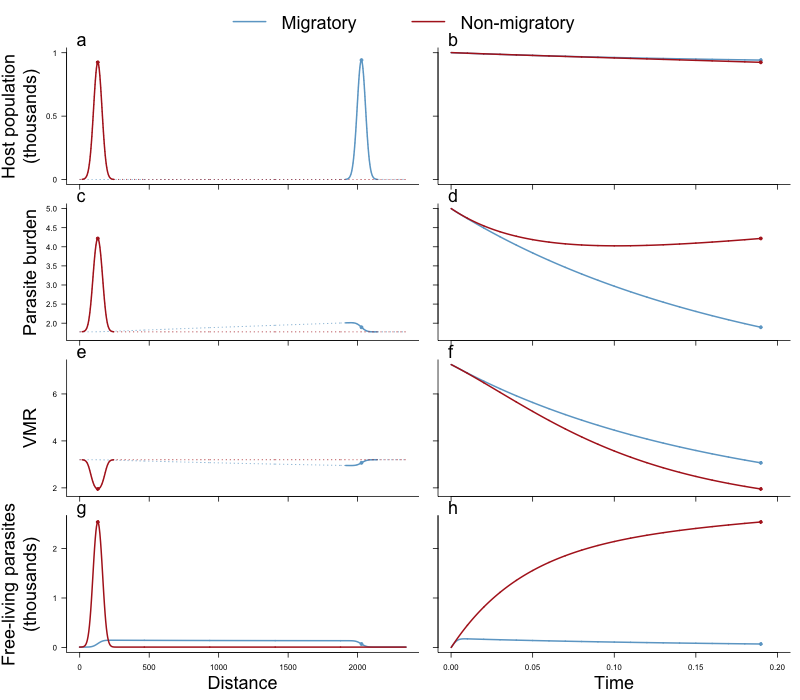 Migratory Non-migratory
a
b
Host population
(thousands)
1
0.5
0
c
d
Parasite burden
5.0
4.5
4.0
3.5
3.0
2.5
2.0
e
f
VMR
6
4
2
g
h
Free-living parasites
(thousands)
2
1
0
0 500 1000 1500 2000
0.00 0.05 0.10 0.15 0.20
Distance
Time